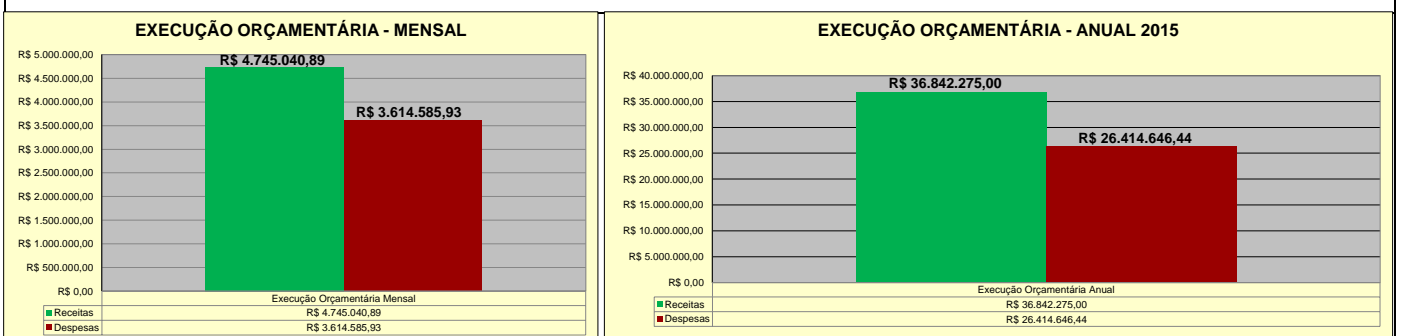 EXECUÇÃO ORÇAMENTÁRIA - MENSAL
R$ 5.000.000,00
R$ 4.500.000,00
R$ 4.000.000,00
R$ 3.500.000,00
R$ 3.000.000,00
R$ 2.500.000,00
R$ 2.000.000,00
R$ 1.500.000,00
R$ 1.000.000,00
R$ 500.000,00
R$ 0,00
R$ 4.745.040,89
R$ 3.614.585,93
Execução Orçamentária Mensal
Receitas R$ 4.745.040,89
Despesas R$ 3.614.585,93
EXECUÇÃO ORÇAMENTÁRIA - ANUAL 2015
R$ 40.000.000,00
R$ 35.000.000,00
R$ 30.000.000,00
R$ 25.000.000,00
R$ 20.000.000,00
R$ 15.000.000,00
R$ 10.000.000,00
R$ 5.000.000,00
R$ 0,00
R$ 36.842.275,00
R$ 26.414.646,44
Execução Orçamentária Anual
Receitas R$ 36.842.275,00
Despesas R$ 26.414.646,44